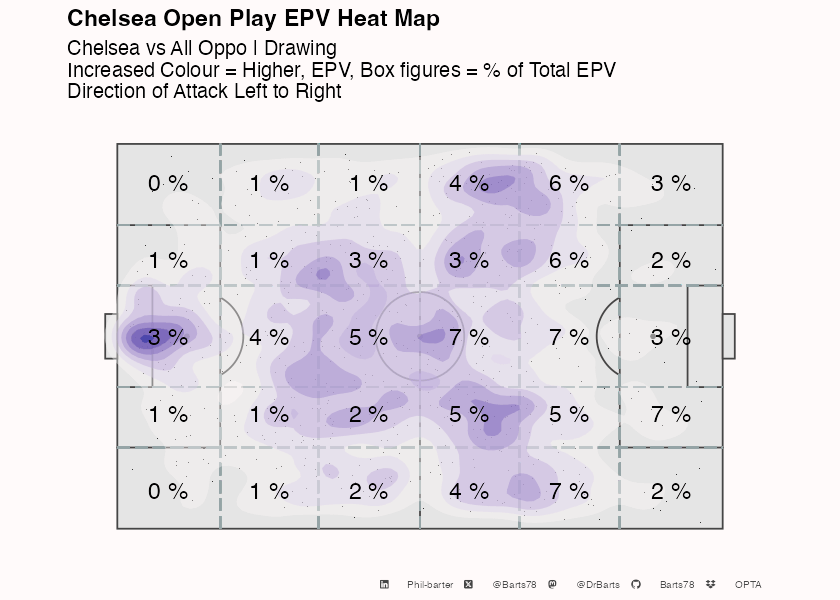 Chelsea Open Play EPV Heat Map
Chelsea vs All Oppo | Drawing
Increased Colour = Higher, EPV, Box figures = % of Total EPV
Direction of Attack Left to Right
0 % 1 % 1 % 4 % 6 % 3 %
1 % 1 % 3 % 3 % 6 % 2 %
3 % 4 % 5 % 7 % 7 % 3 %
1 % 1 % 2 % 5 % 5 % 7 %
0 % 1 % 2 % 4 % 7 % 2 %
Phil-barter @Barts78 @DrBarts Barts78 OPTA